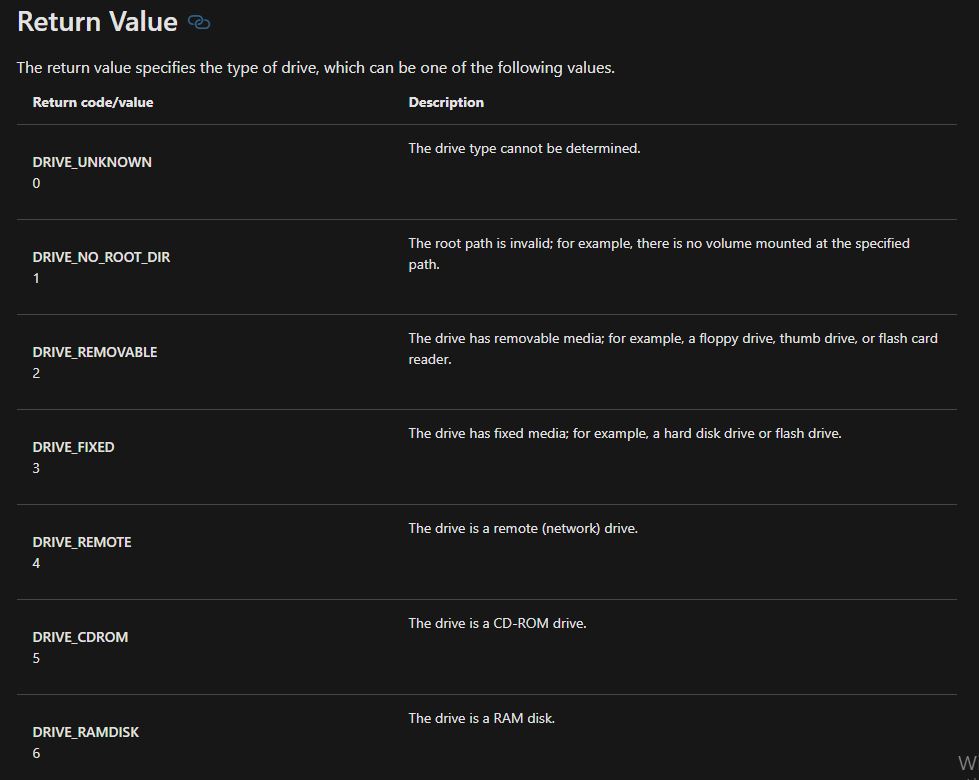 Return Value
The return value specifies the type of drive, which can be one of the following values.
Return code/value Description
DRIVE_UNKNOWN
0
The drive type cannot be determined.
DRIVE_NO_ROOT_DIR
1
The root path is invalid; for example, there is no volume mounted at the specified
path.
DRIVE_REMOVABLE
2
The drive has removable media; for example, a floppy drive, thumb drive, or flash card
reader.
DRIVE_FIXED
3
The drive has fixed media; for example, a hard disk drive or flash drive.
DRIVE_REMOTE
4
The drive is a remote (network) drive.
DRIVE_CDROM
5
The drive is a CD-ROM drive.
DRIVE_RAMDISK
6
The drive is a RAM disk.
W